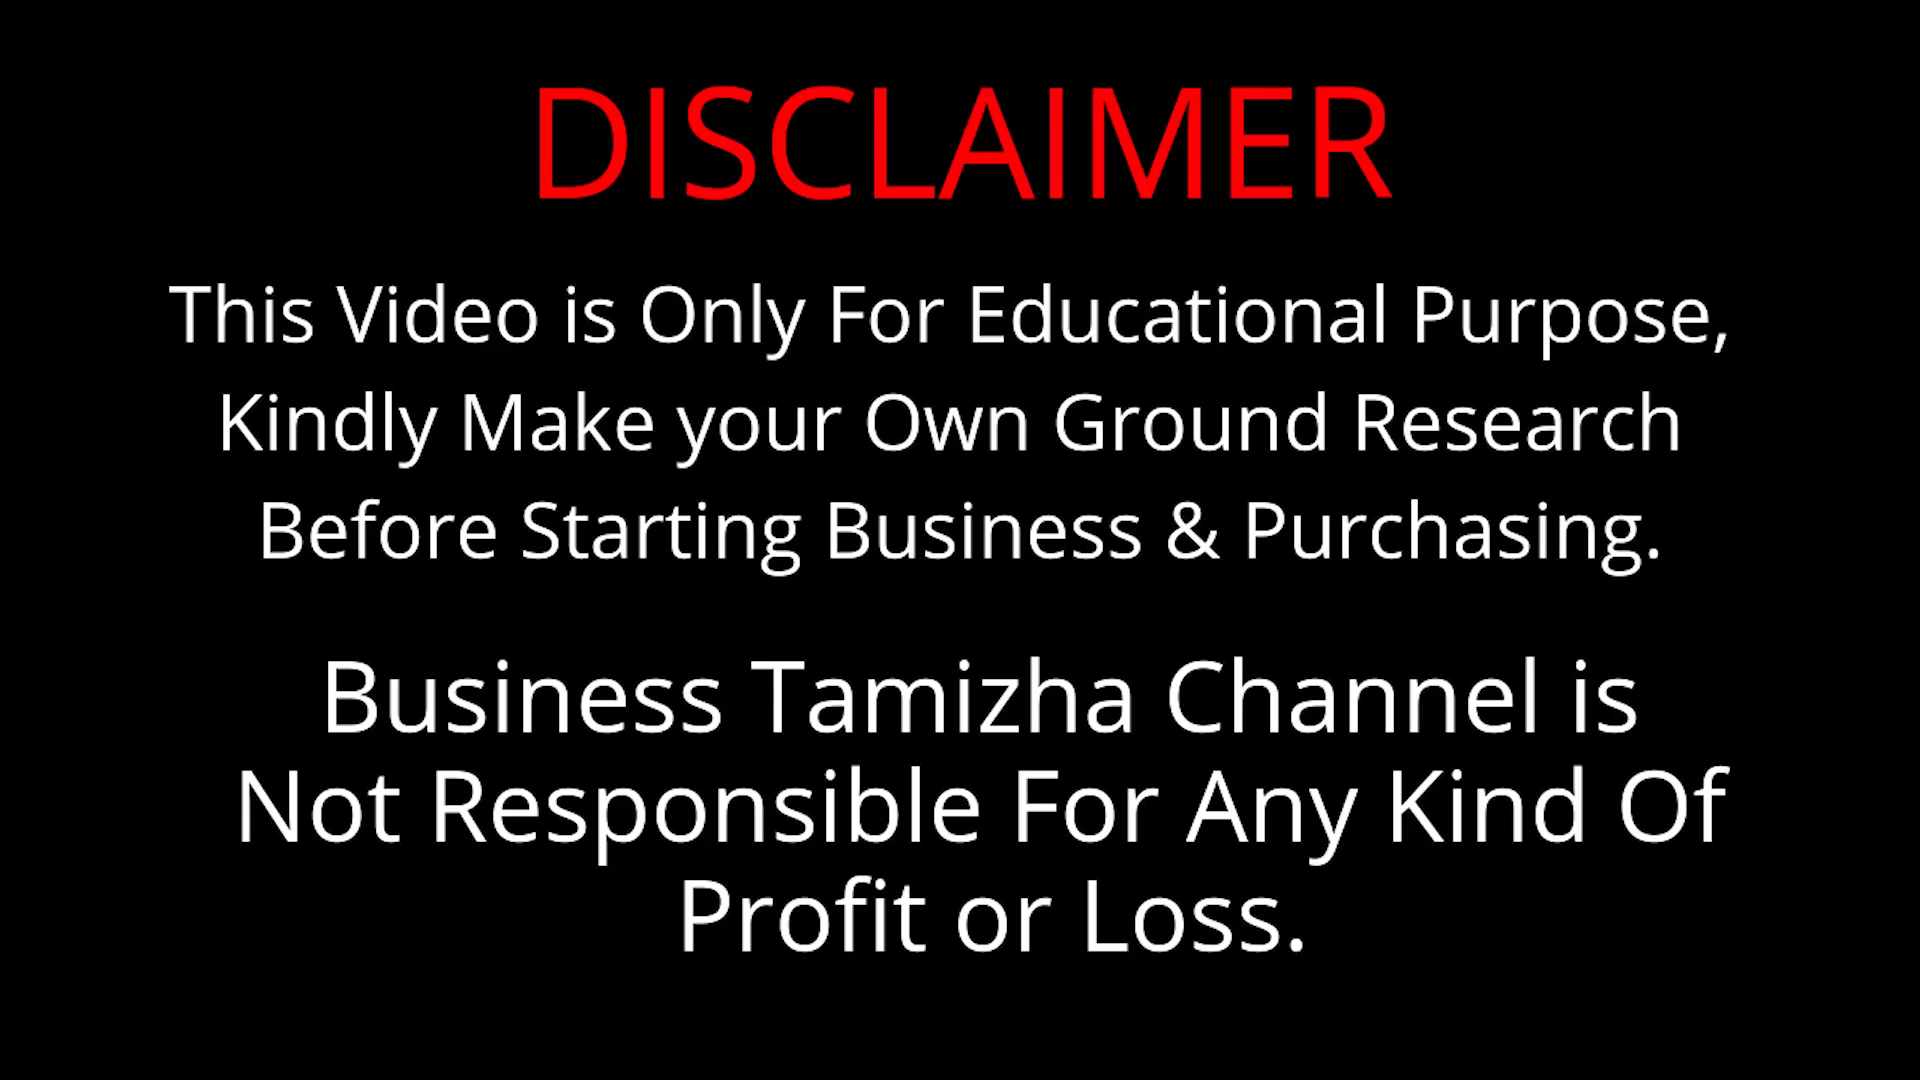 DISCLAIMER
This Video is Only For Educational Purpose,
Kindly Make your Own Ground Research
Before Starting Business & Purchasing.
Business Tamizha Channel is
Not Responsible For Any Kind Of
Profit or Loss.